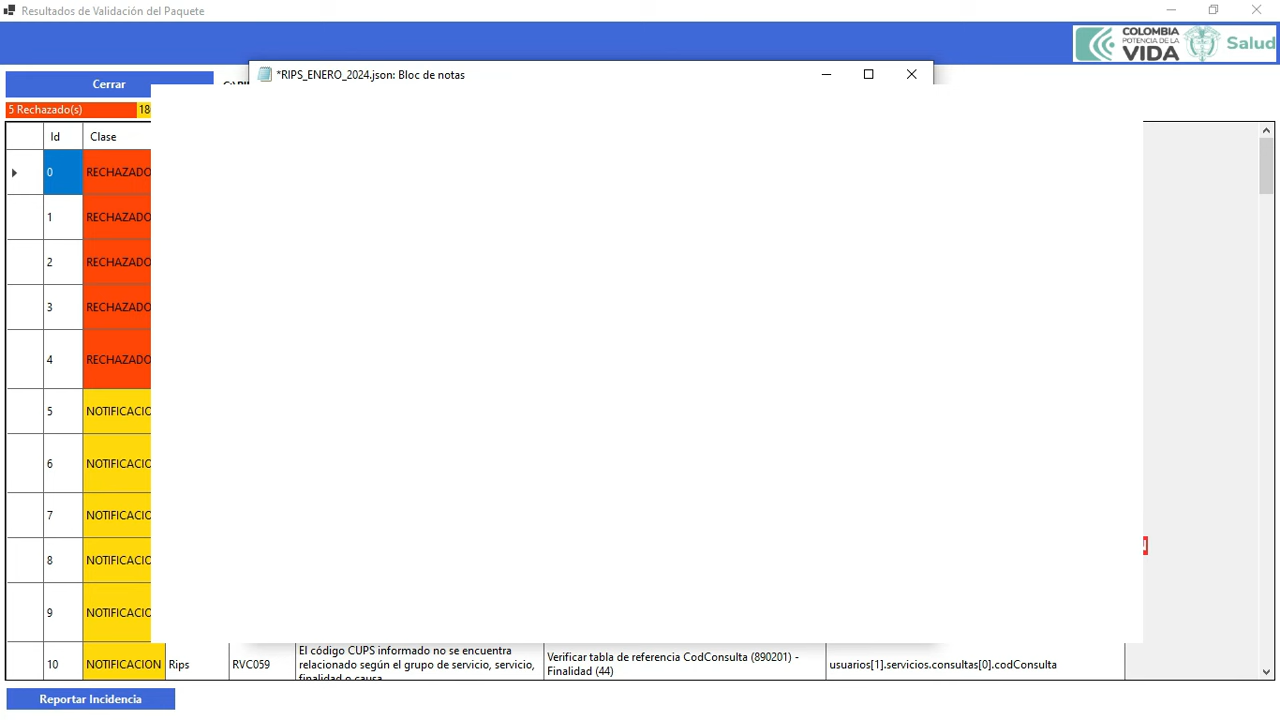 Resultados de Validación del Paquete
COLOMBIA
POTENCIA DE LA
VIDA
Salud
*RIPS_ENERO_2024.json: Bloc de notas
Cerrar
5 Rechazado(s)
18
Id Clase
0 RECHAZADO
1 RECHAZADO
2 RECHAZADO
3 RECHAZADO
4 RECHAZADO
5 NOTIFICACIO
6 NOTIFICACIO
7 NOTIFICACIO
8 NOTIFICACIO
9 NOTIFICACIO
10 NOTIFICACION Rips RVC059
El código CUPS informado no se encuentra
relacionado según el grupo de servicio, servicio,
finalidad o causa
Verificar tabla de referencia CodConsulta (890201) -
Finalidad (44)
usuarios[1].servicios.consultas[0].codConsulta
Reportar Incidencia